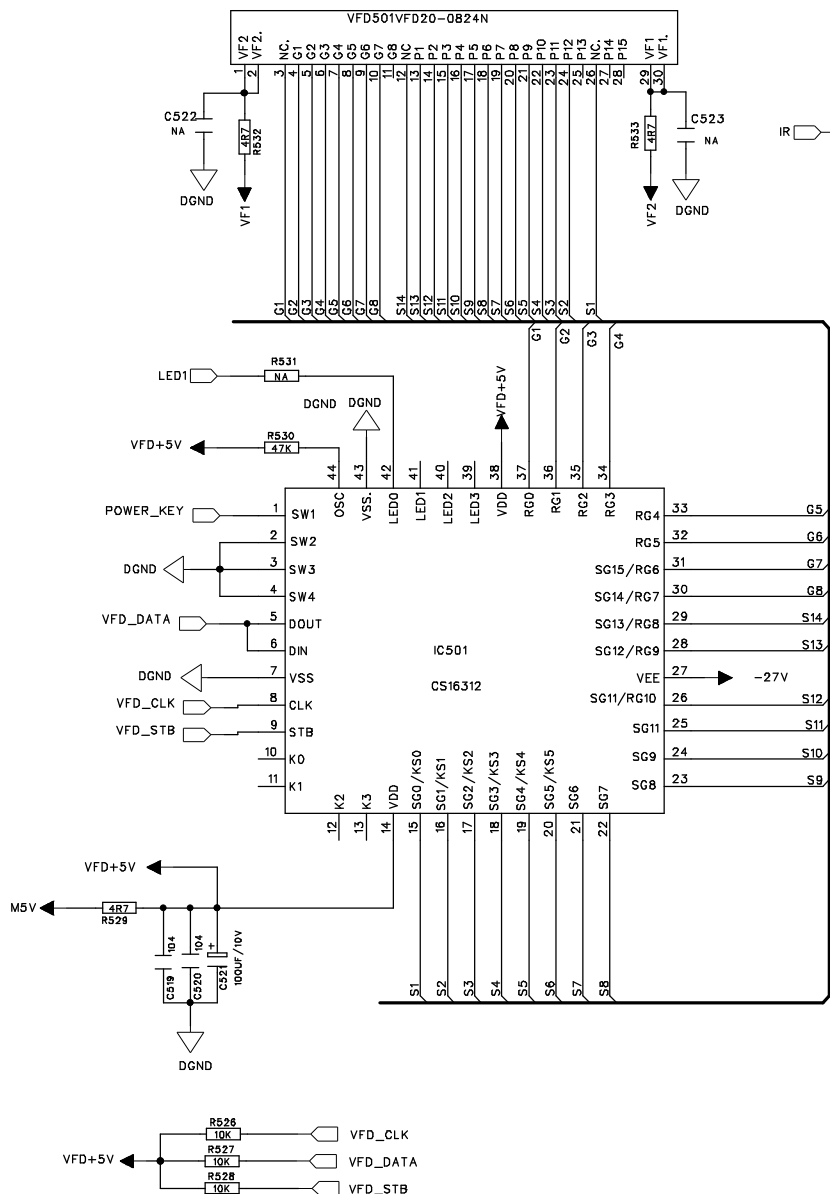 VFD501VFD20-0824N
VF2 VF2. NC. G1 G2 G3 G4 G5 G6 G7 G8 NC P1 P2 P3 P4 P5 P6 P7 P8 P9 P10 P11 P12 P13 NC. P14 P15 VF1 VF1.
1 2 3 4 5 6 7 8 9 10 11 12 13 14 15 16 17 18 19 20 21 22 23 24 25 26 27 28 29 30
C522
NA
4R7
R532
DGND
VF1
R533
4R7
C523
NA
VF2
DGND
IR
G1 G2 G3 G4 G5 G6 G7 G8 S14 S13 S12 S11 S10 S9 S8 S7 S6 S5 S4 S3 S2 S1
G1 G2 G3 G4
LED1
R531
NA
DGND
DGND
VFD+5V
VFD+5V
R530
47K
44 43 42 41 40 39 38 37 36 35 34
OSC VSS. LED0 LED1 LED2 LED3 VDD RG0 RG1 RG2 RG3
POWER_KEY 1 SW1
2 SW2
DGND 3 SW3
4 SW4
VFD_DATA 5 DOUT
6 DIN
DGND 7 VSS
VFD_CLK 8 CLK
VFD_STB 9 STB
10 K0
11 K1
IC501
CS16312
RG4 33 G5
RG5 32 G6
SG15/RG6 31 G7
SG14/RG7 30 G8
SG13/RG8 29 S14
SG12/RG9 28 S13
VEE 27 -27V
SG11/RG10 26 S12
SG11 25 S11
SG9 24 S10
SG8 23 S9
K2 K3 VDD SG0/KS0 SG1/KS1 SG2/KS2 SG3/KS3 SG4/KS4 SG5/KS5 SG6 SG7
12 13 14 15 16 17 18 19 20 21 22
VFD+5V
M5V
4R7
R529
104
C519
104
C520
+
100UF/10V
C521
DGND
S1 S2 S3 S4 S5 S6 S7 S8
VFD+5V
R526
10K
VFD_CLK
R527
10K
VFD_DATA
R528
10K
VFD_STB